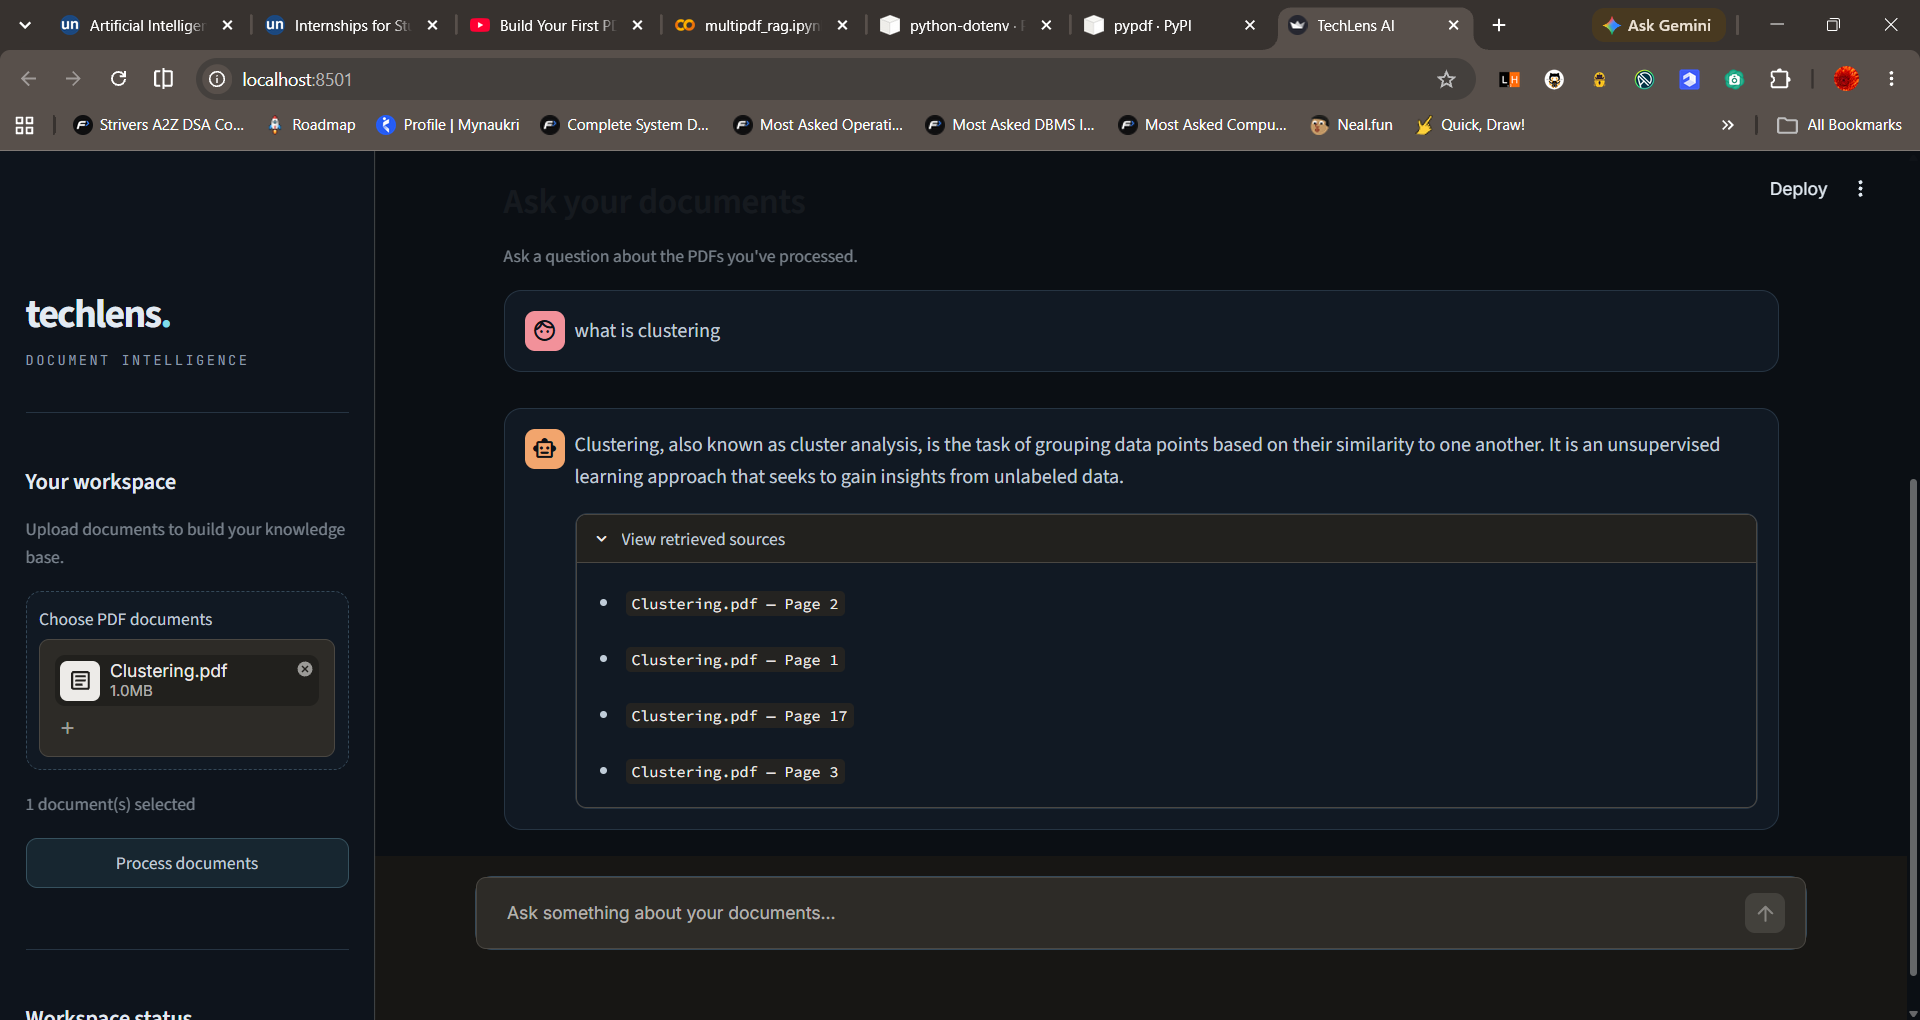 Artificial Intelliger
Internships for St
Build Your First P
multipdf_rag.ipyn
python-dotenv ·
pypdf · PyPI
TechLens AI
Ask Gemini
localhost:8501
Strivers A2Z DSA Co...
Roadmap
Profile | Mynaukri
Complete System D...
Most Asked Operati...
Most Asked DBMS I...
Most Asked Compu...
Neal.fun
Quick, Draw!
All Bookmarks
techlens.
DOCUMENT INTELLIGENCE
Your workspace
Upload documents to build your knowledge
base.
Choose PDF documents
Clustering.pdf
1.0MB
1 document(s) selected
Process documents
Workspace status
Deploy
Ask your documents
Ask a question about the PDFs you've processed.
what is clustering
Clustering, also known as cluster analysis, is the task of grouping data points based on their similarity to one another. It is an unsupervised
learning approach that seeks to gain insights from unlabeled data.
View retrieved sources
Clustering.pdf — Page 2
Clustering.pdf — Page 1
Clustering.pdf — Page 17
Clustering.pdf — Page 3
Ask something about your documents...